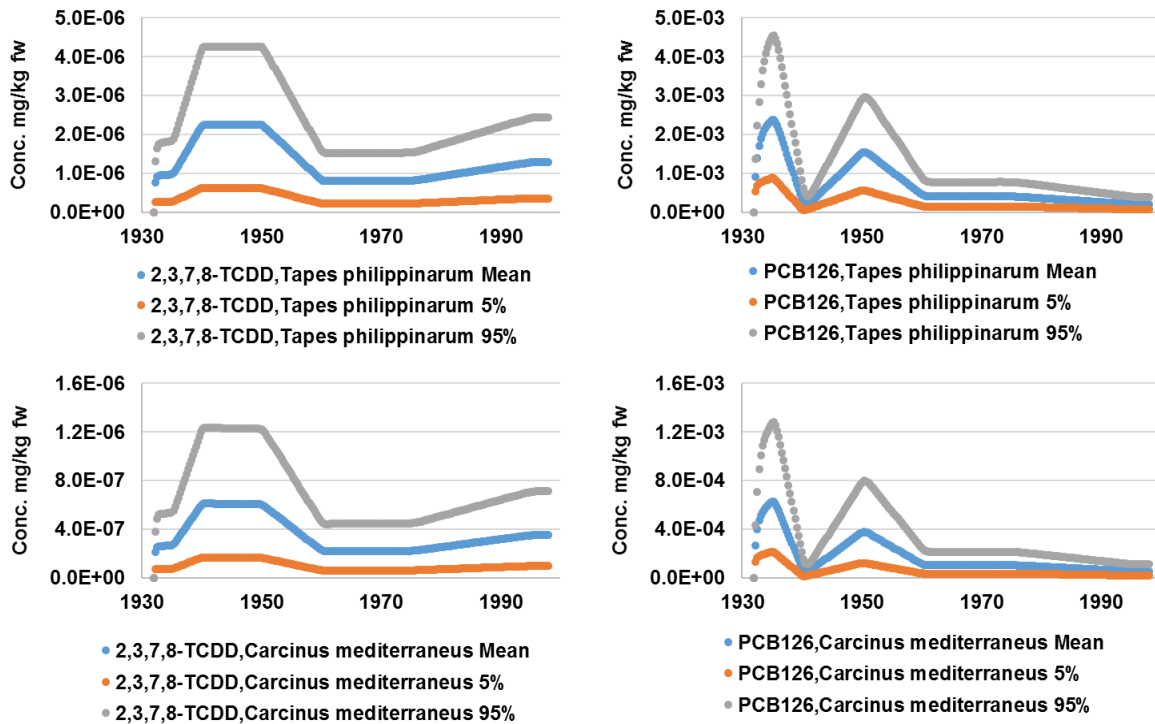 Conc. mg/kg fw
5.0E-06
4.0E-06
3.0E-06
2.0E-06
1.0E-06
0.0E+00
1930 1950 1970 1990
2,3,7,8-TCDD,Tapes philippinarum Mean
2,3,7,8-TCDD,Tapes philippinarum 5%
2,3,7,8-TCDD,Tapes philippinarum 95%
Conc. mg/kg fw
5.0E-03
4.0E-03
3.0E-03
2.0E-03
1.0E-03
0.0E+00
1930 1950 1970 1990
PCB126,Tapes philippinarum Mean
PCB126,Tapes philippinarum 5%
PCB126,Tapes philippinarum 95%
Conc. mg/kg fw
1.6E-06
1.2E-06
8.0E-07
4.0E-07
0.0E+00
1930 1950 1970 1990
2,3,7,8-TCDD,Carcinus mediterraneus Mean
2,3,7,8-TCDD,Carcinus mediterraneus 5%
2,3,7,8-TCDD,Carcinus mediterraneus 95%
Conc. mg/kg fw
1.6E-03
1.2E-03
8.0E-04
4.0E-04
0.0E+00
1930 1950 1970 1990
PCB126,Carcinus mediterraneus Mean
PCB126,Carcinus mediterraneus 5%
PCB126,Carcinus mediterraneus 95%